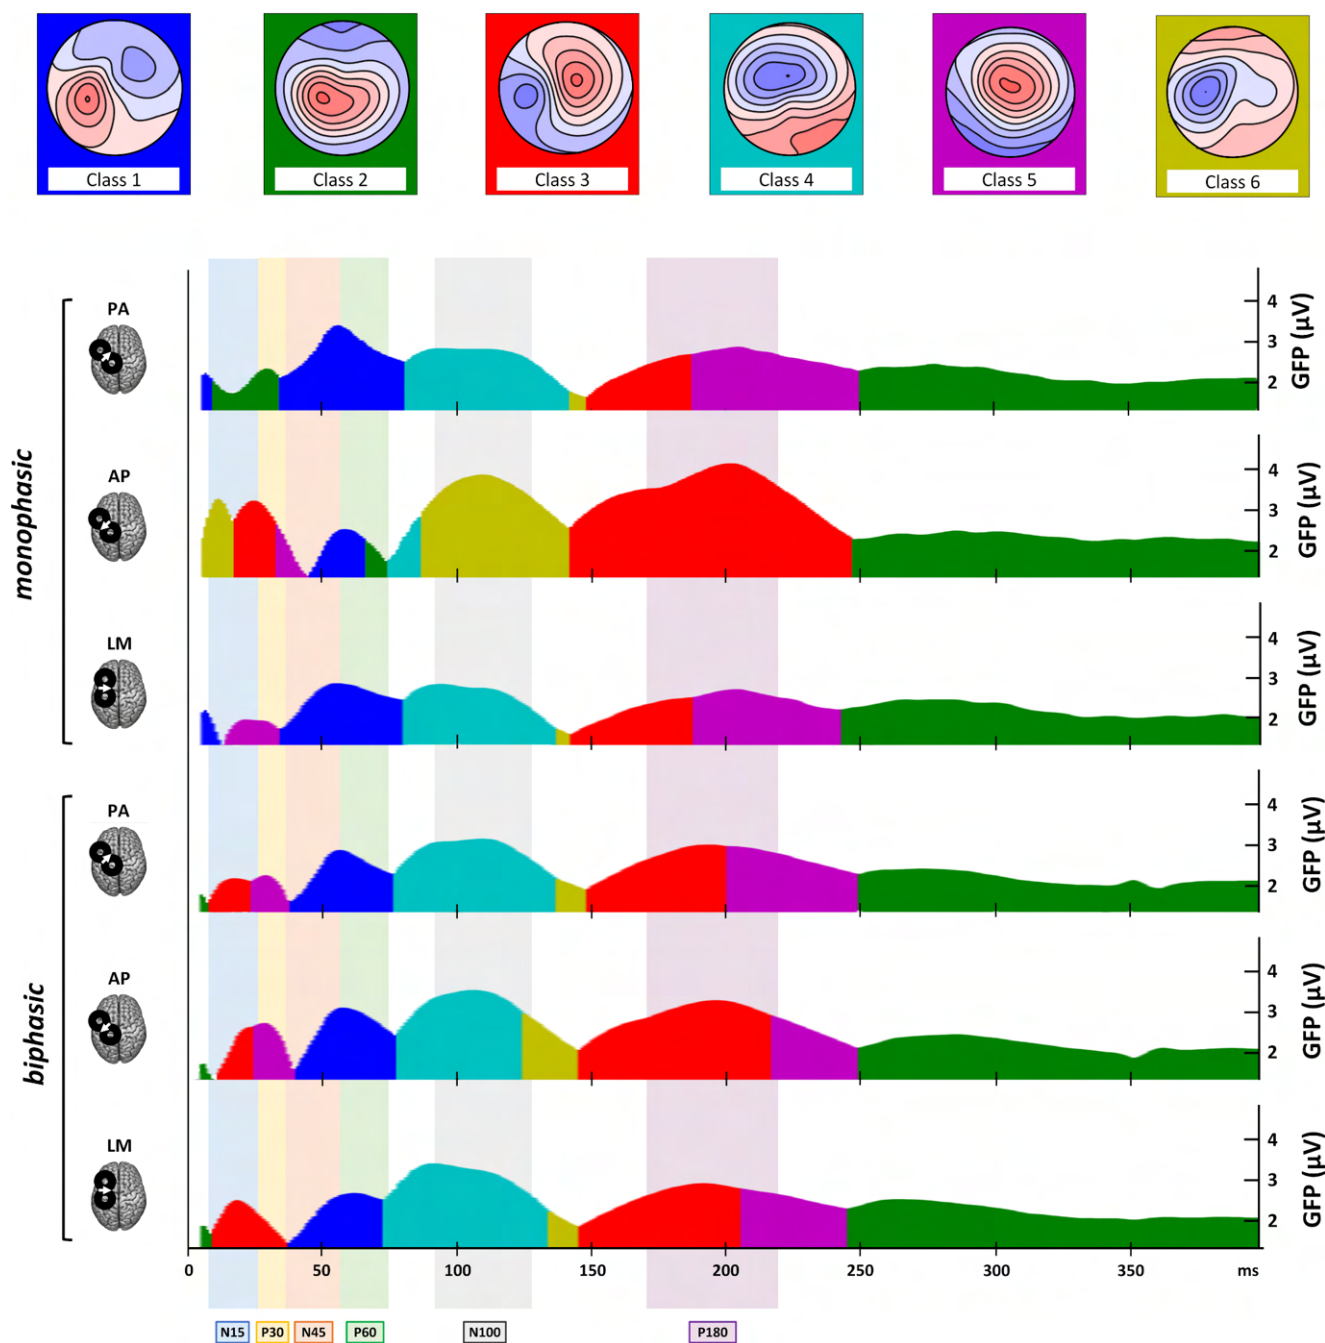 Class 1
Class 2
Class 3
Class 4
Class 5
Class 6
monophasic
PA
4
3
2
GFP (µV)
AP
4
3
2
GFP (µV)
LM
4
3
2
GFP (µV)
biphasic
PA
4
3
2
GFP (µV)
AP
4
3
2
GFP (µV)
LM
4
3
2
GFP (µV)
0 50 100 150 200 250 300 350 ms
N15 P30 N45 P60 N100 P180